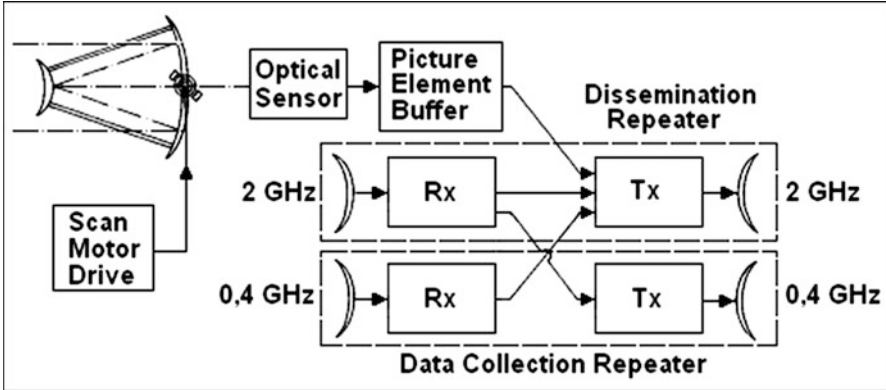 Optical
Sensor
Picture
Element
Buffer
Dissemination
Repeater
2 GHz
Rx
Tx
2 GHz
Scan
Motor
Drive
0,4 GHz
Rx
Tx
0,4 GHz
Data Collection Repeater